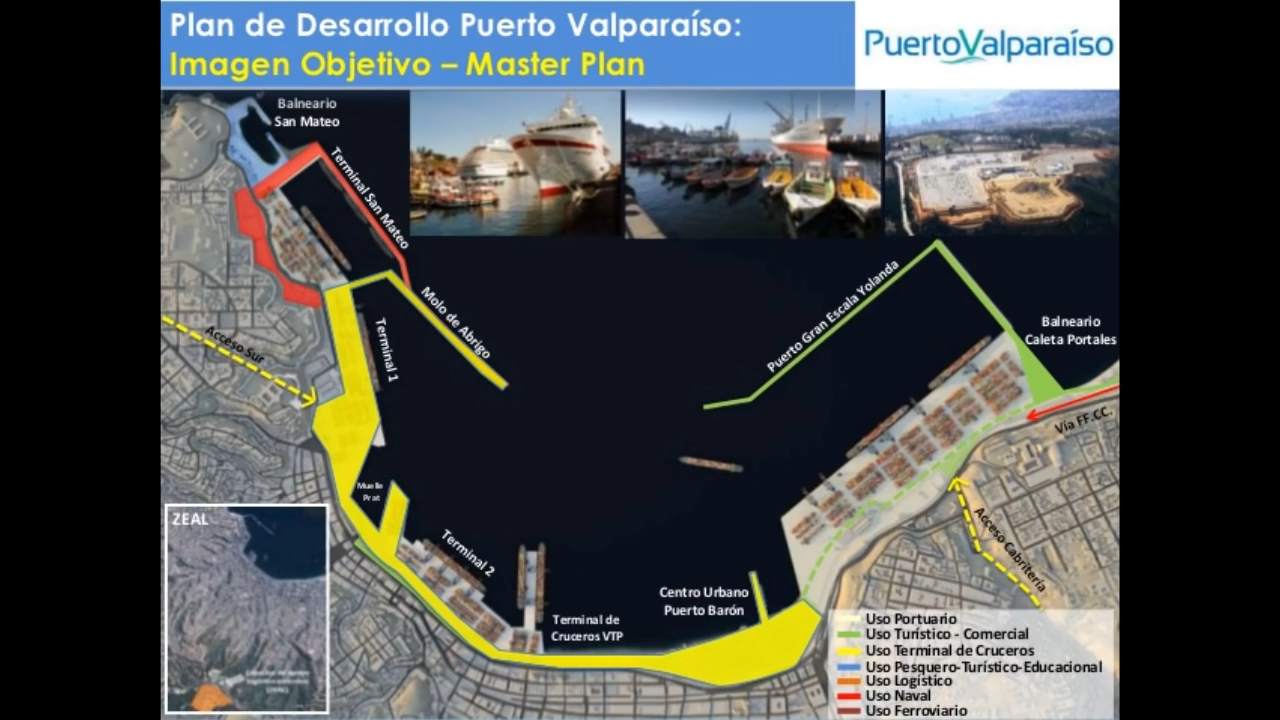 Plan de Desarrollo Puerto Valparaíso:
Imagen Objetivo – Master Plan
PuertoValparaíso
Balneario
San Mateo
Terminal San Mateo
Molo de Abrigo
Terminal 1
Acceso Sur
Puerto Gran Escala Yolanda
Balneario
Caleta Portales
Vía FF.CC.
Muelle
Prat
Terminal 2
Acceso Cabritería
ZEAL
Centro Urbano
Puerto Barón
Terminal de
Cruceros VTP
Uso Portuario
Uso Turístico - Comercial
Uso Terminal de Cruceros
Uso Pesquero-Turístico-Educacional
Uso Logístico
Uso Naval
Uso Ferroviario